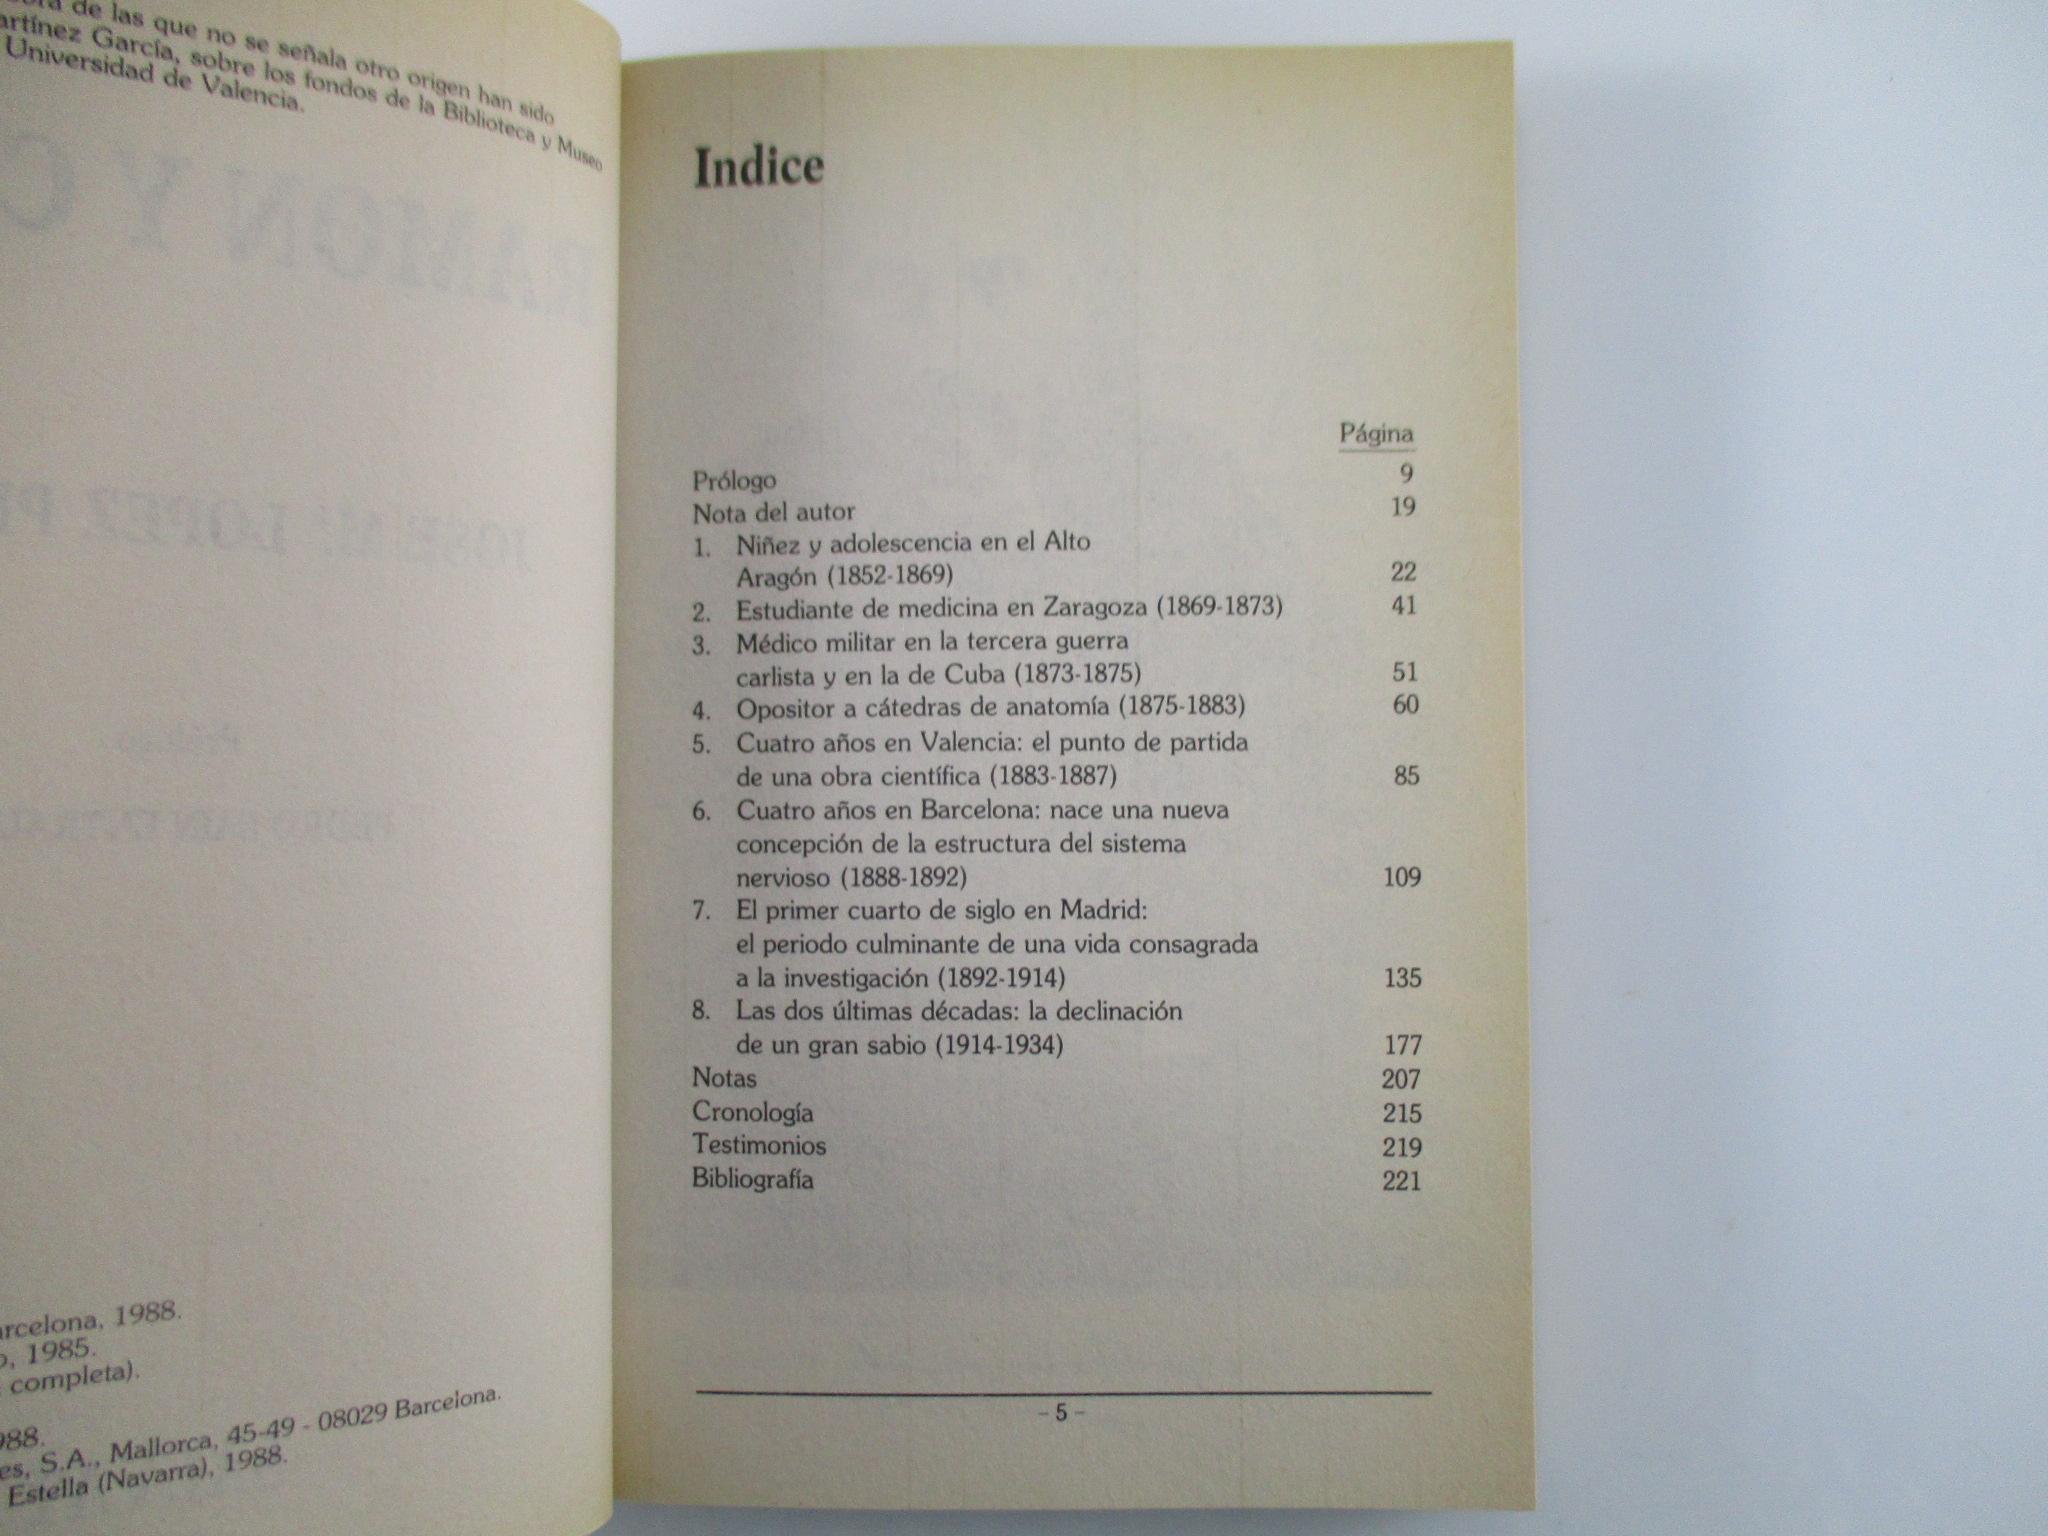 de las que no se señala otro origen han sido
artínez García, sobre los fondos de la Biblioteca y Museo
Universidad de Valencia.
arcelona, 1988.
o, 1985.
completa).
988.
es, S.A., Mallorca, 45-49 - 08029 Barcelona.
Estella (Navarra), 1988.
Indice
Página
Prólogo 9
Nota del autor 19
1. Niñez y adolescencia en el Alto
Aragón (1852-1869) 22
2. Estudiante de medicina en Zaragoza (1869-1873) 41
3. Médico militar en la tercera guerra
carlista y en la de Cuba (1873-1875) 51
4. Opositor a cátedras de anatomía (1875-1883) 60
5. Cuatro años en Valencia: el punto de partida
de una obra científica (1883-1887) 85
6. Cuatro años en Barcelona: nace una nueva
concepción de la estructura del sistema
nervioso (1888-1892) 109
7. El primer cuarto de siglo en Madrid:
el periodo culminante de una vida consagrada
a la investigación (1892-1914) 135
8. Las dos últimas décadas: la declinación
de un gran sabio (1914-1934) 177
Notas 207
Cronología 215
Testimonios 219
Bibliografía 221
- 5 -